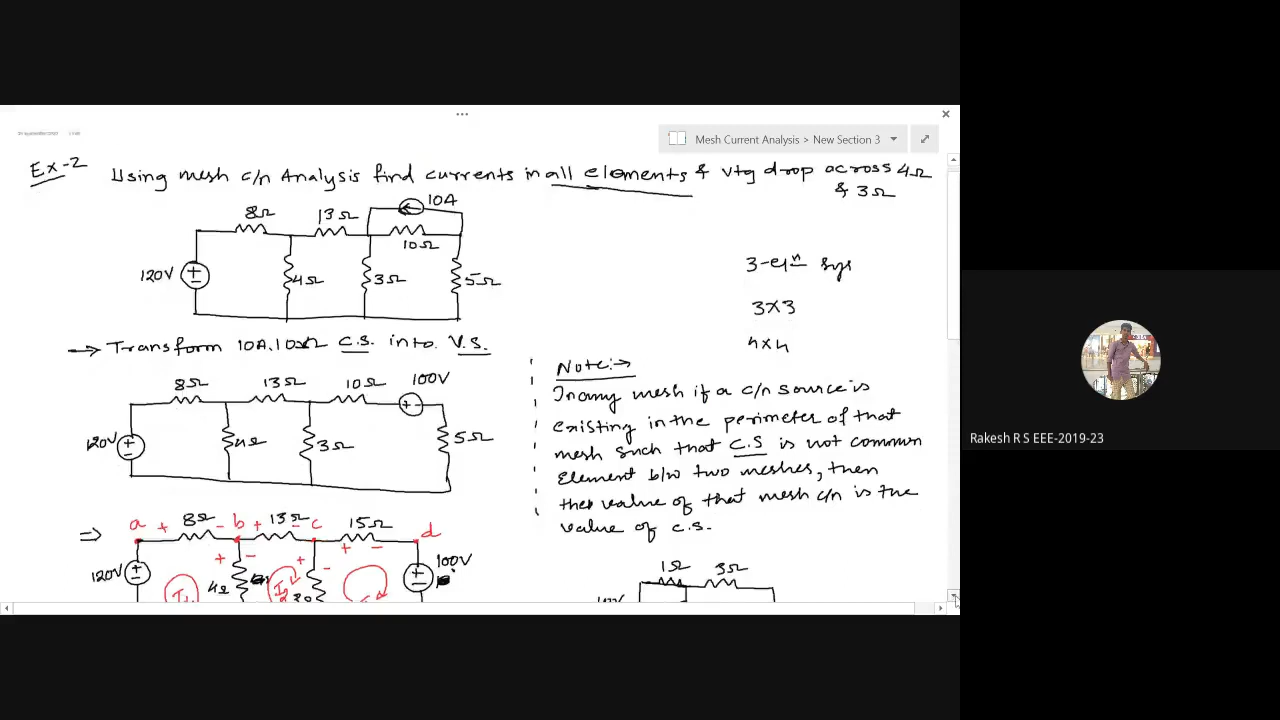 Mesh Current Analysis > New Section 3
Ex-2
Using mesh c/n Analysis find currents in all elements & vtg drop across 4Ω
& 3Ω
10A
8Ω
13Ω
10Ω
120V
4Ω
3Ω
5Ω
3-eqⁿ sys
3×3
4×4
→ Transform 10A, 10Ω C.S. into V.S.
8Ω
13Ω
10Ω
100V
120V
4Ω
3Ω
5Ω
Note:→
In any mesh if a c/n source is
existing in the perimeter of that
mesh such that C.S is not common
Element b/w two meshes, then
the value of that mesh c/n is the
value of C.S.
⇒
a + 8Ω - b + 13Ω - c 15Ω d
+ -
+ -
+ -
120V
4Ω
100V
I₁
1Ω
3Ω
Rakesh R S EEE-2019-23